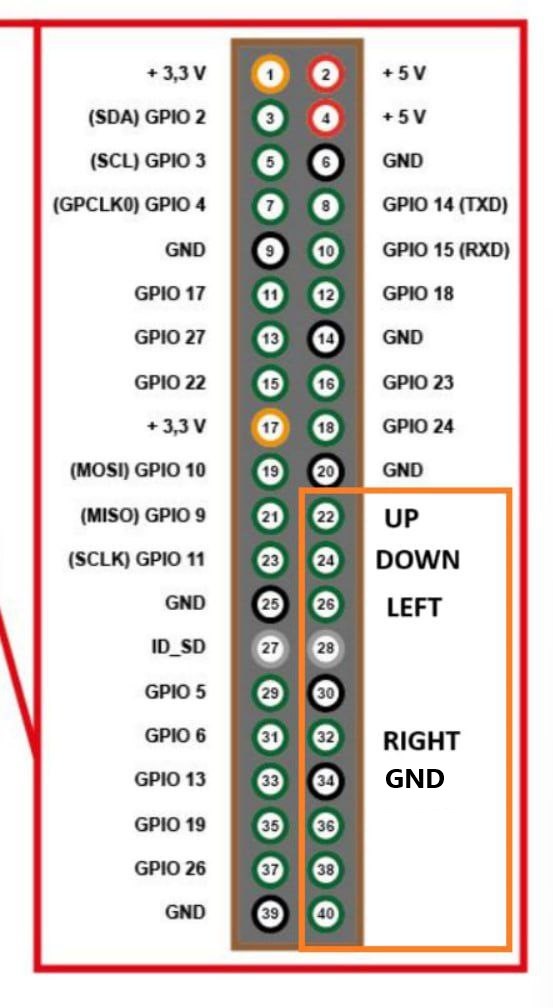 + 3,3 V 1 2 + 5 V
(SDA) GPIO 2 3 4 + 5 V
(SCL) GPIO 3 5 6 GND
(GPCLK0) GPIO 4 7 8 GPIO 14 (TXD)
GND 9 10 GPIO 15 (RXD)
GPIO 17 11 12 GPIO 18
GPIO 27 13 14 GND
GPIO 22 15 16 GPIO 23
+ 3,3 V 17 18 GPIO 24
(MOSI) GPIO 10 19 20 GND
(MISO) GPIO 9 21 22 UP
(SCLK) GPIO 11 23 24 DOWN
GND 25 26 LEFT
ID_SD 27 28
GPIO 5 29 30
GPIO 6 31 32 RIGHT
GPIO 13 33 34 GND
GPIO 19 35 36
GPIO 26 37 38
GND 39 40